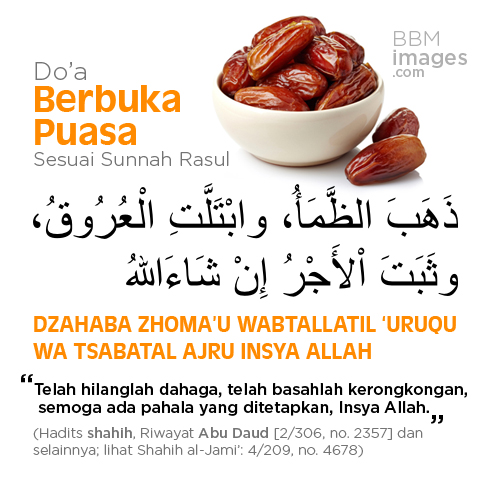 BBM
images
.com
Do'a
Berbuka
Puasa
Sesuai Sunnah Rasul
ذَهَبَ الظَّمَأُ، وابْتَلَّتِ الْعُرُوقُ،
وثَبَتَ اْلأَجْرُ إِنْ شَاءَاللهُ
DZAHABA ZHOMA'U WABTALLATIL ‘URUQU
WA TSABATAL AJRU INSYA ALLAH
“Telah hilanglah dahaga, telah basahlah kerongkongan,
semoga ada pahala yang ditetapkan, Insya Allah.”
(Hadits shahih, Riwayat Abu Daud [2/306, no. 2357] dan
selainnya; lihat Shahih al-Jami’: 4/209, no. 4678)